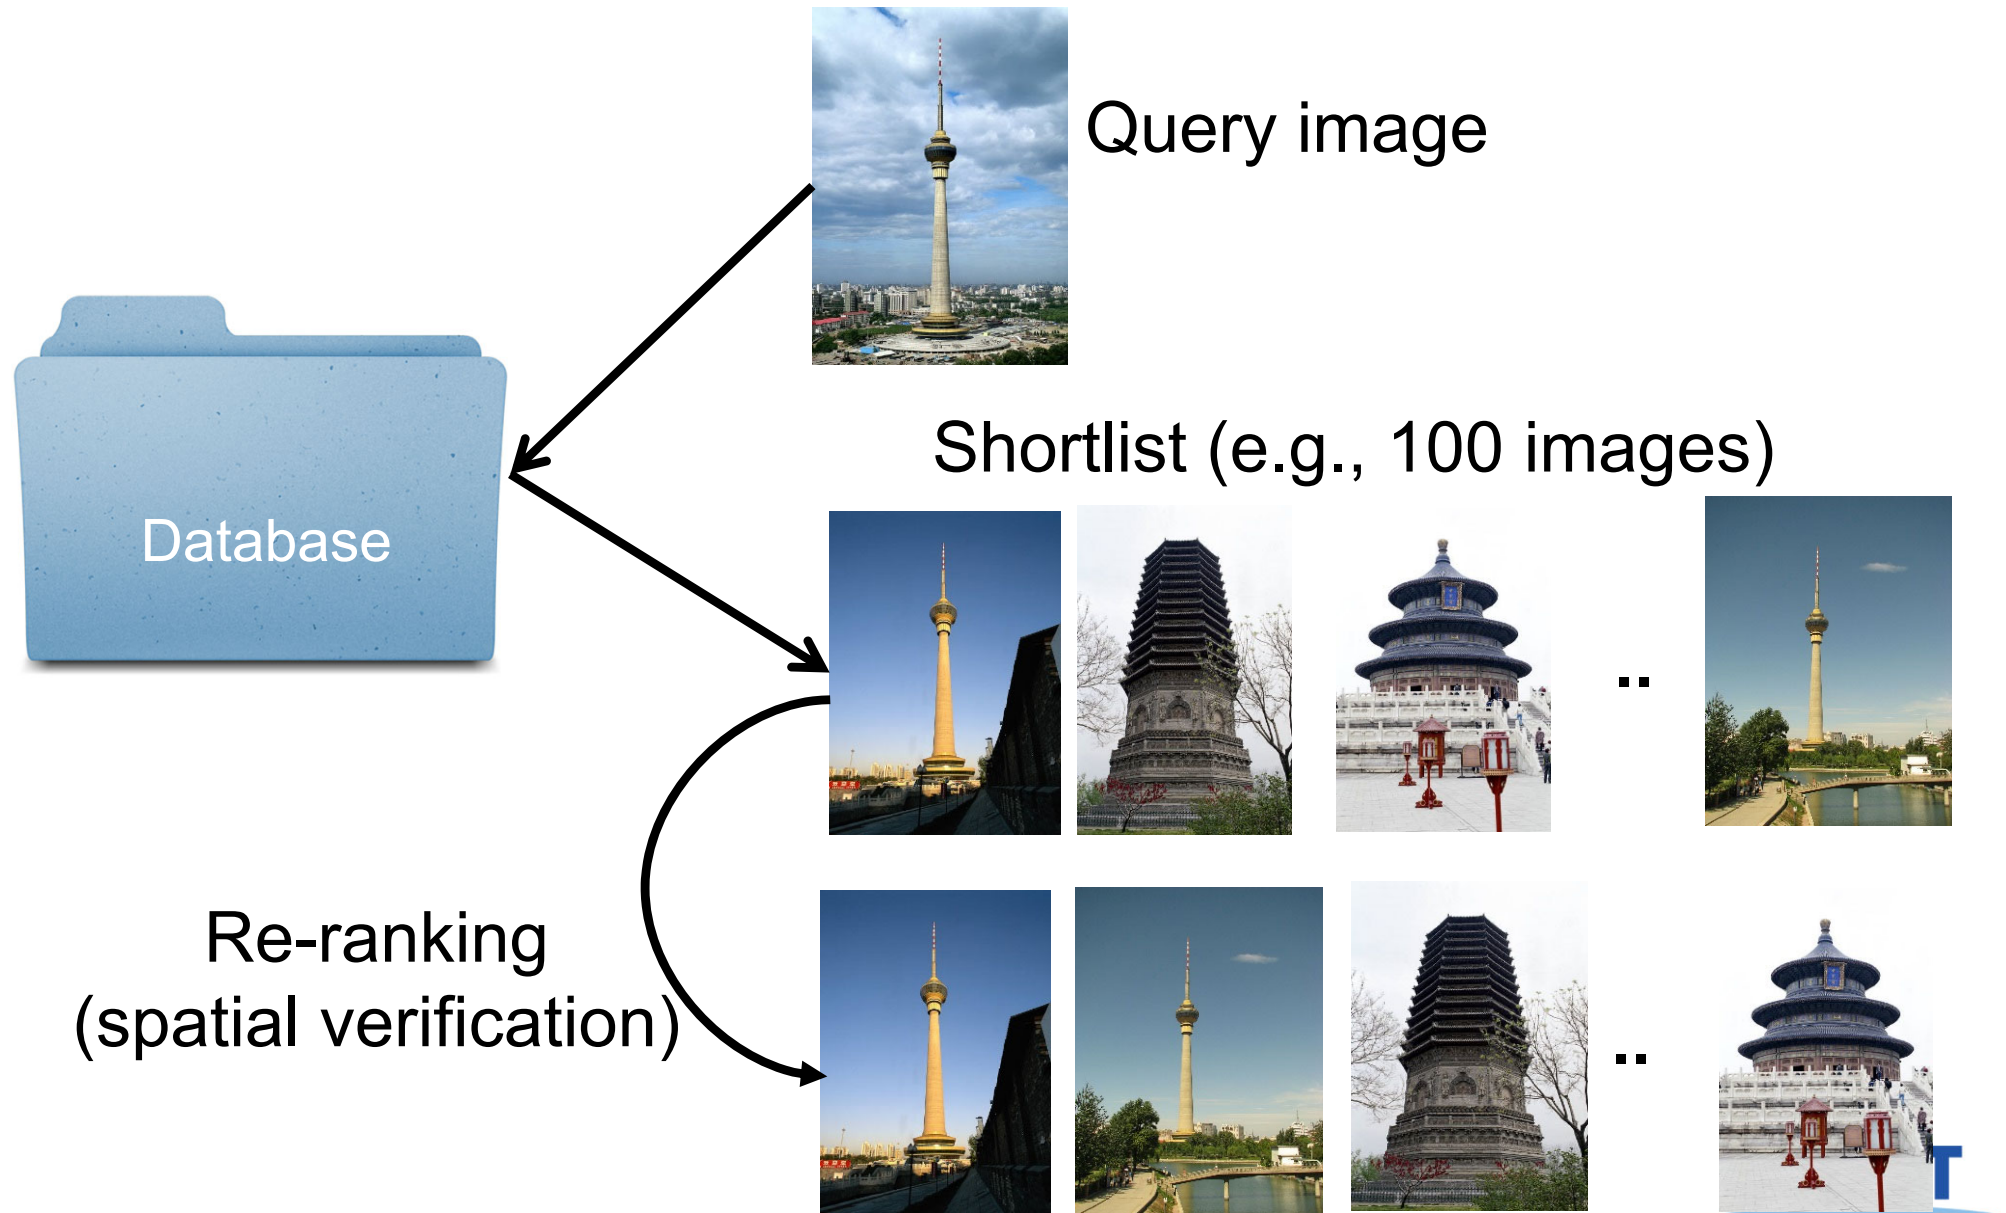 Query image
Database
Shortlist (e.g., 100 images)
..
Re-ranking
(spatial verification)
..
T